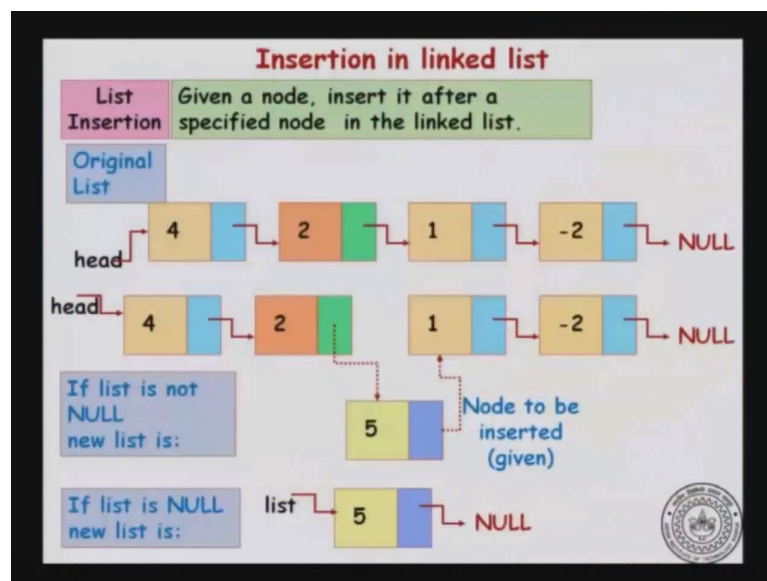 Insertion in linked list
List
Insertion
Given a node, insert it after a
specified node in the linked list.
Original
List
head
4
2
1
-2
NULL
head
4
2
1
-2
NULL
If list is not
NULL
new list is:
5
Node to be
inserted
(given)
If list is NULL
new list is:
list
5
NULL